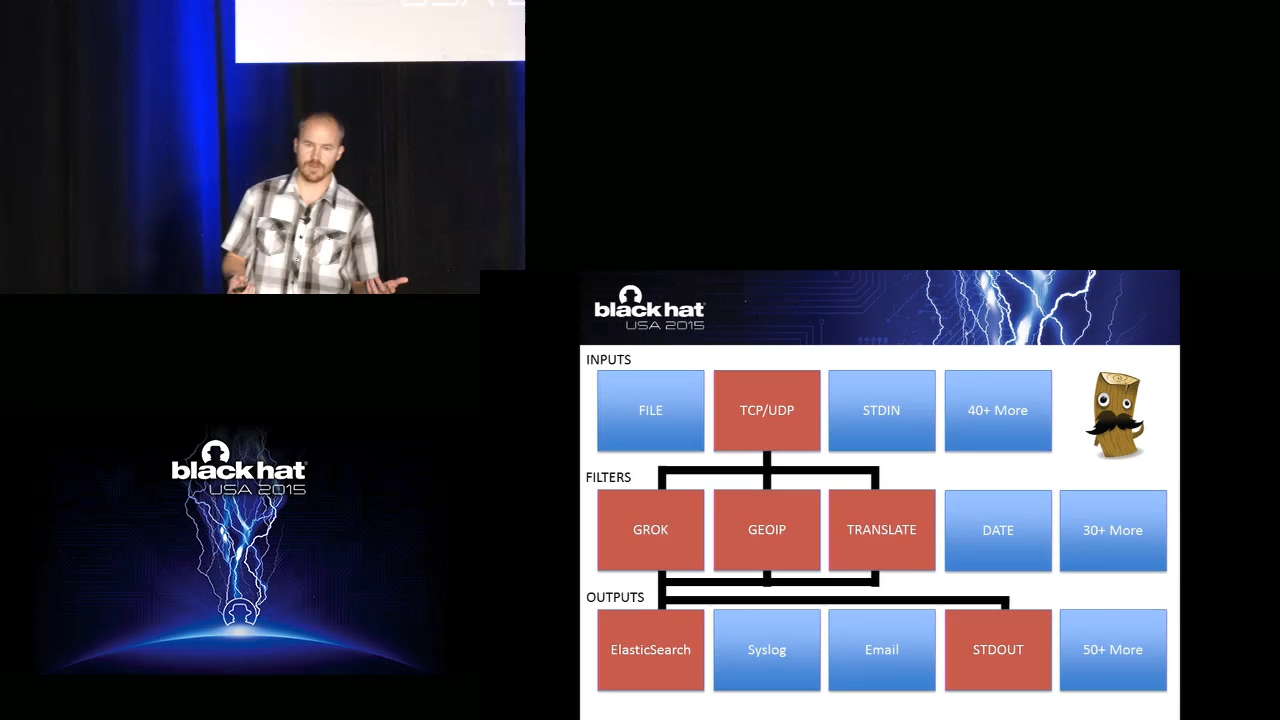 black hat
USA 2015
INPUTS
FILE
TCP/UDP
STDIN
40+ More
FILTERS
GROK
GEOIP
TRANSLATE
DATE
30+ More
OUTPUTS
ElasticSearch
Syslog
Email
STDOUT
50+ More
black hat
USA 2015